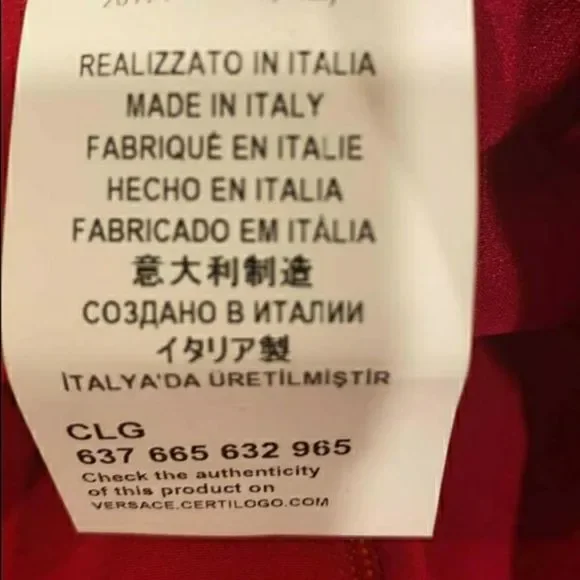 REALIZZATO IN ITALIA
MADE IN ITALY
FABRIQUÉ EN ITALIE
HECHO EN ITALIA
FABRICADO EM ITÁLIA
意大利制造
СОЗДАНО В ИТАЛИИ
イタリア製
İTALYA'DA ÜRETİLMİŞTİR
CLG
637 665 632 965
Check the authenticity
of this product on
VERSACE.CERTILOGO.COM